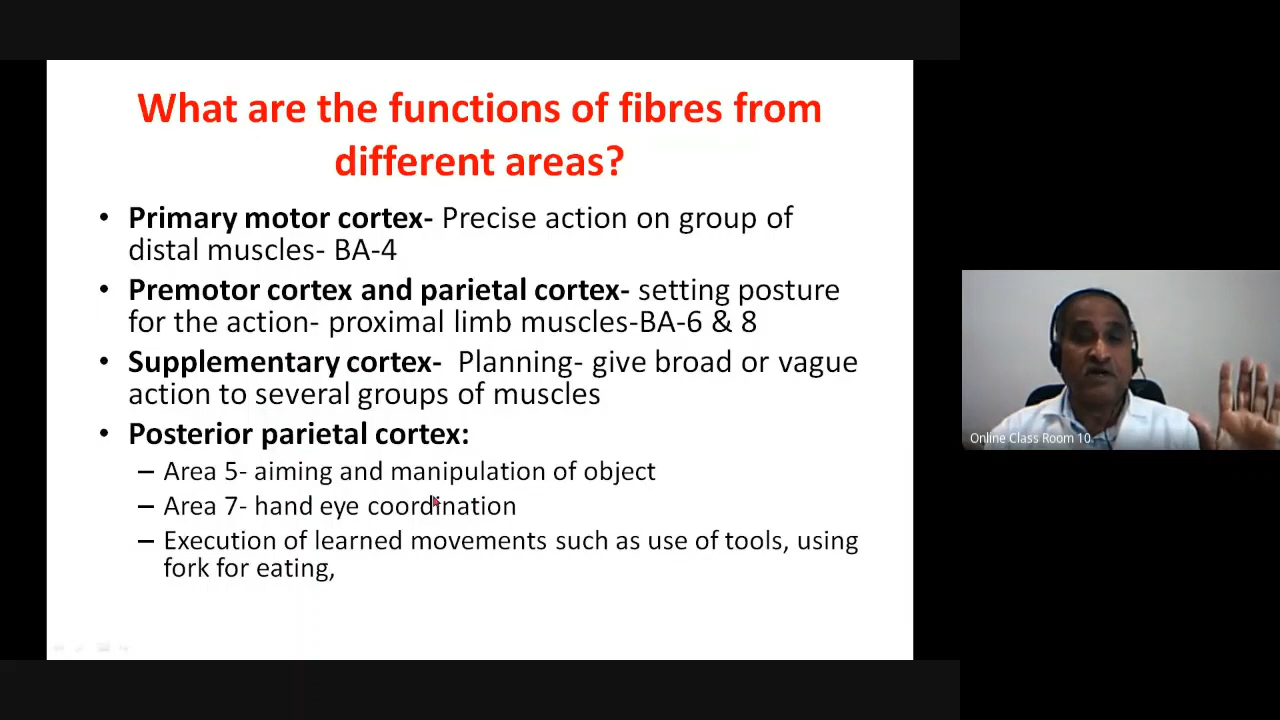 What are the functions of fibres from
different areas?
• Primary motor cortex- Precise action on group of
distal muscles- BA-4
• Premotor cortex and parietal cortex- setting posture
for the action- proximal limb muscles-BA-6 & 8
• Supplementary cortex- Planning- give broad or vague
action to several groups of muscles
• Posterior parietal cortex:
– Area 5- aiming and manipulation of object
– Area 7- hand eye coordination
– Execution of learned movements such as use of tools, using
fork for eating,
Online Class Room 10